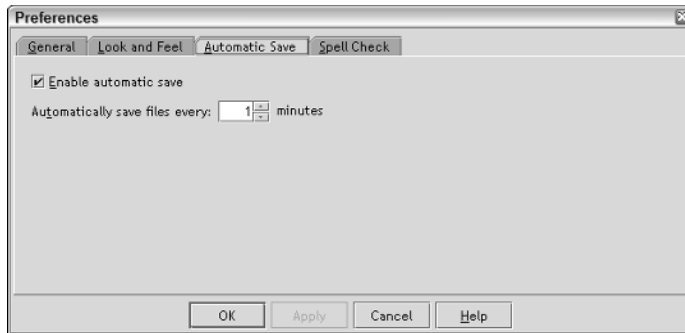 Preferences
General Look and Feel Automatic Save Spell Check
Enable automatic save
Automatically save files every: 1 minutes
OK Apply Cancel Help